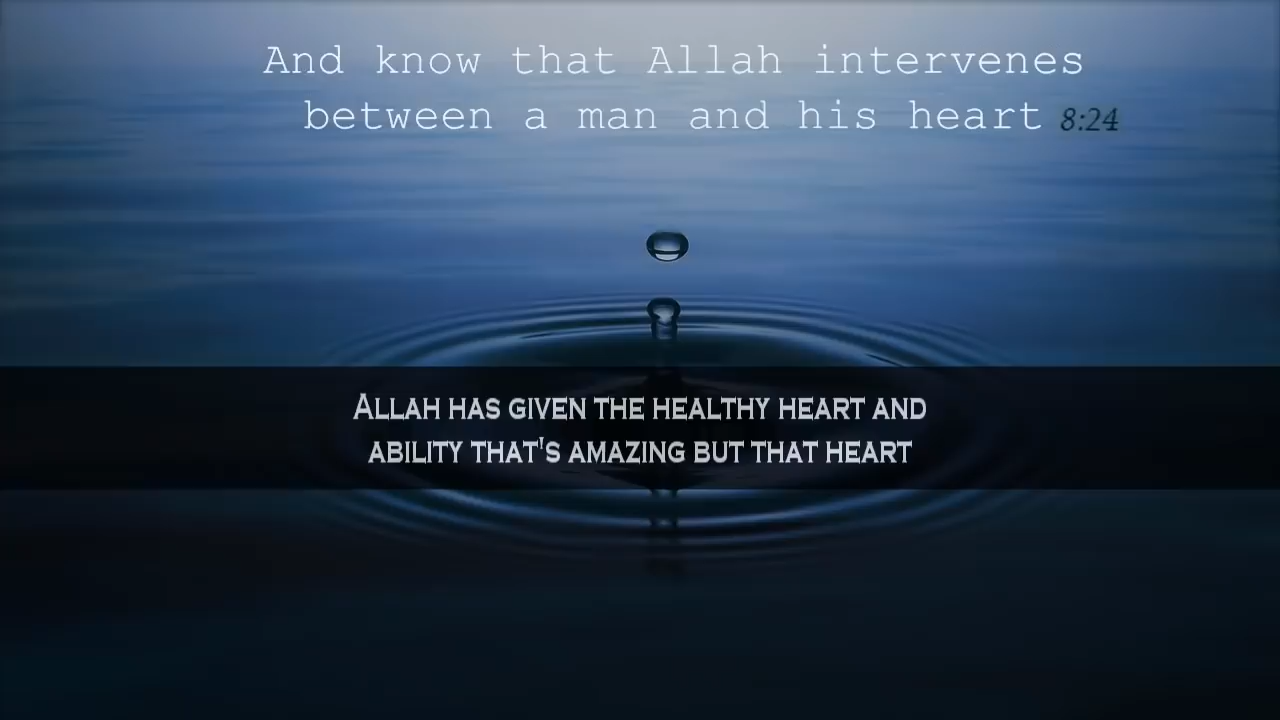 And know that Allah intervenes
between a man and his heart 8:24
ALLAH HAS GIVEN THE HEALTHY HEART AND
ABILITY THAT'S AMAZING BUT THAT HEART